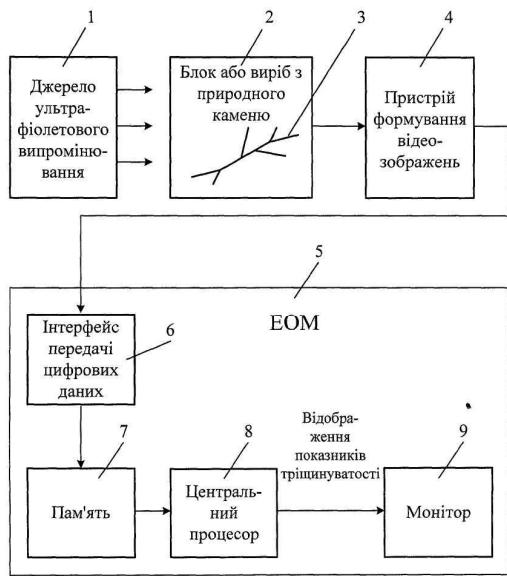 1
2
3
4
Джерело
ультра-
фіолетового
випроміню-
вання
Блок або виріб з
природного
каменю
Пристрій
формування
відео-
зображень
5
ЕОМ
Інтерфейс
передачі
цифрових
даних
6
7
Пам'ять
8
Централь-
ний
процесор
Відобра-
ження
показників
тріщинуватості
9
Монітор